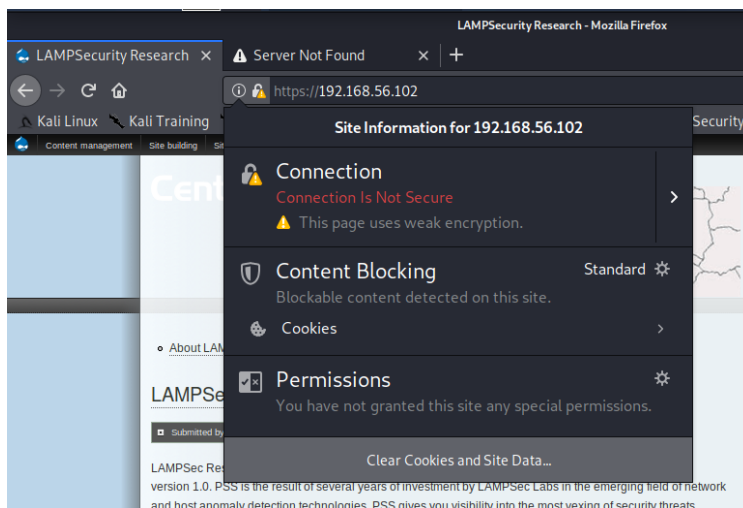 LAMPSecurity Research - Mozilla Firefox
LAMPSecurity Research
Server Not Found
https://192.168.56.102
Kali Linux Kali Training Security
Content management Site building
Site Information for 192.168.56.102
Cent
Connection
Connection Is Not Secure
This page uses weak encryption.
Content Blocking Standard
Blockable content detected on this site.
Cookies
About LAM
Permissions
You have not granted this site any special permissions.
LAMPSe
Submitted by
Clear Cookies and Site Data...
LAMPSec Re
version 1.0. PSS is the result of several years of investment by LAMPSec Labs in the emerging field of network
and host anomaly detection technologies. PSS gives you visibility into the most vexing of security threats